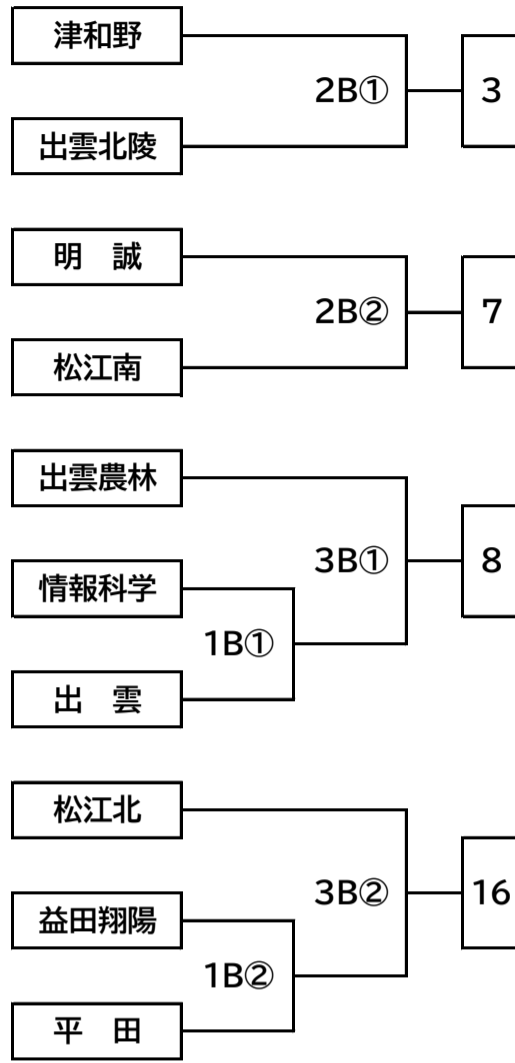 津和野
2B① 3
出雲北陵
明　誠
2B② 7
松江南
出雲農林
3B① 8
情報科学
1B①
出　雲
松江北
3B② 16
益田翔陽
1B②
平　田